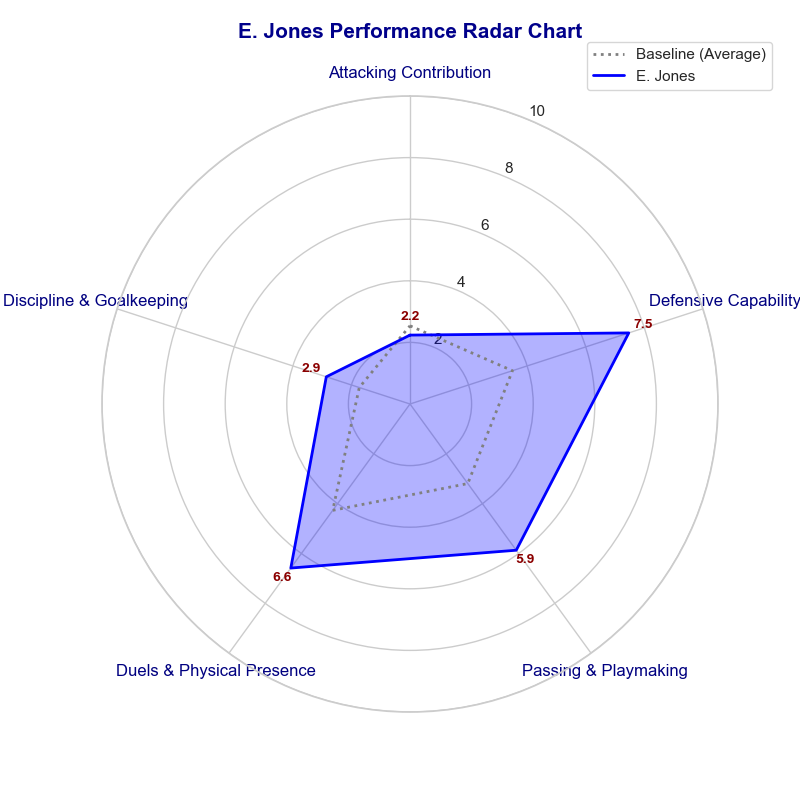 E. Jones Performance Radar Chart
Baseline (Average)
E. Jones
Attacking Contribution
10
8
6
4
2
Discipline & Goalkeeping
Defensive Capability
2.2
7.5
2.9
5.9
6.6
Duels & Physical Presence
Passing & Playmaking